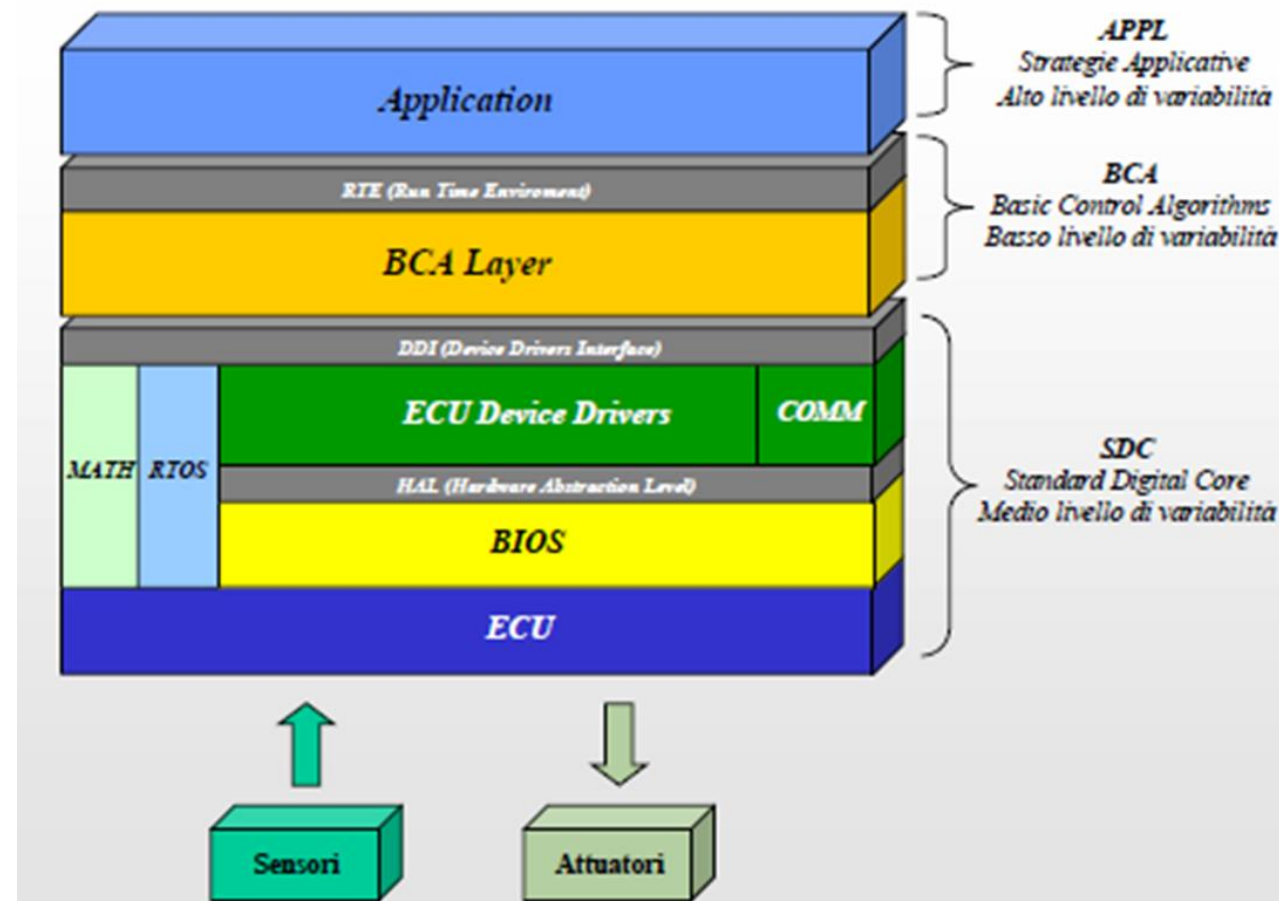 APPL
Strategie Applicative
Alto livello di variabilità
Application
RTE (Run Time Enviroment)
BCA
Basic Control Algorithms
Basso livello di variabilità
BCA Layer
DDI (Device Drivers Interface)
ECU Device Drivers
COMM
MATH
RTOS
HAL (Hardware Abstraction Level)
SDC
Standard Digital Core
Medio livello di variabilità
BIOS
ECU
Sensori
Attuatori